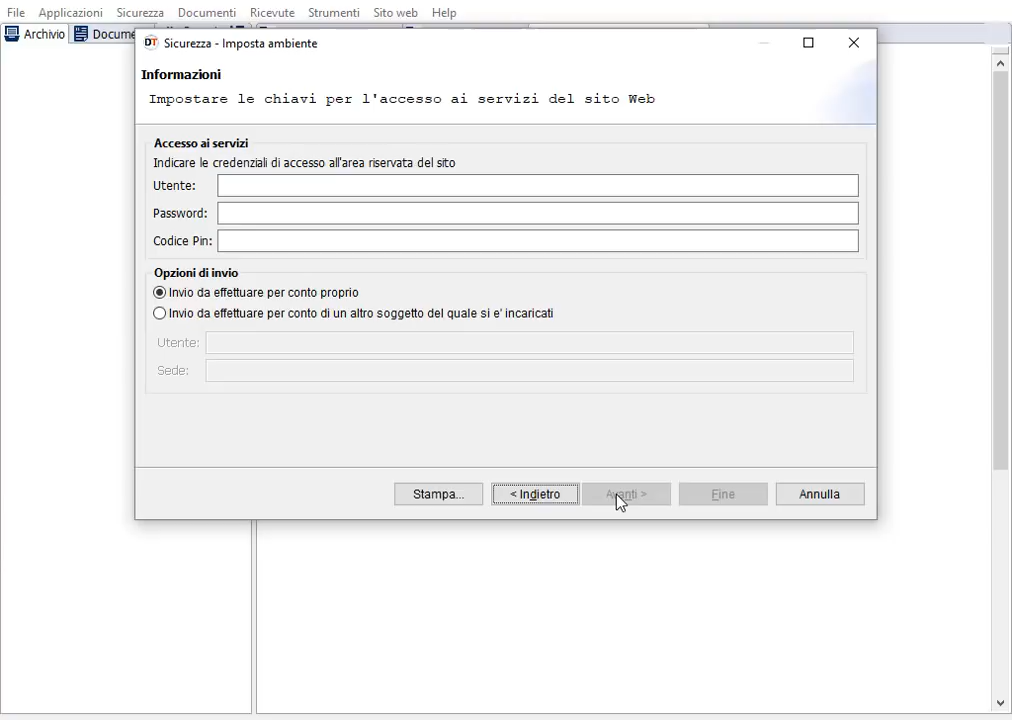 File Applicazioni Sicurezza Documenti Ricevute Strumenti Sito web Help
Archivio
DT Sicurezza - Imposta ambiente
Informazioni
Impostare le chiavi per l'accesso ai servizi del sito Web
Accesso ai servizi
Indicare le credenziali di accesso all'area riservata del sito
Utente:
Password:
Codice Pin:
Opzioni di invio
Invio da effettuare per conto proprio
Invio da effettuare per conto di un altro soggetto del quale si e' incaricati
Utente:
Sede:
Stampa... < Indietro Avanti > Fine Annulla